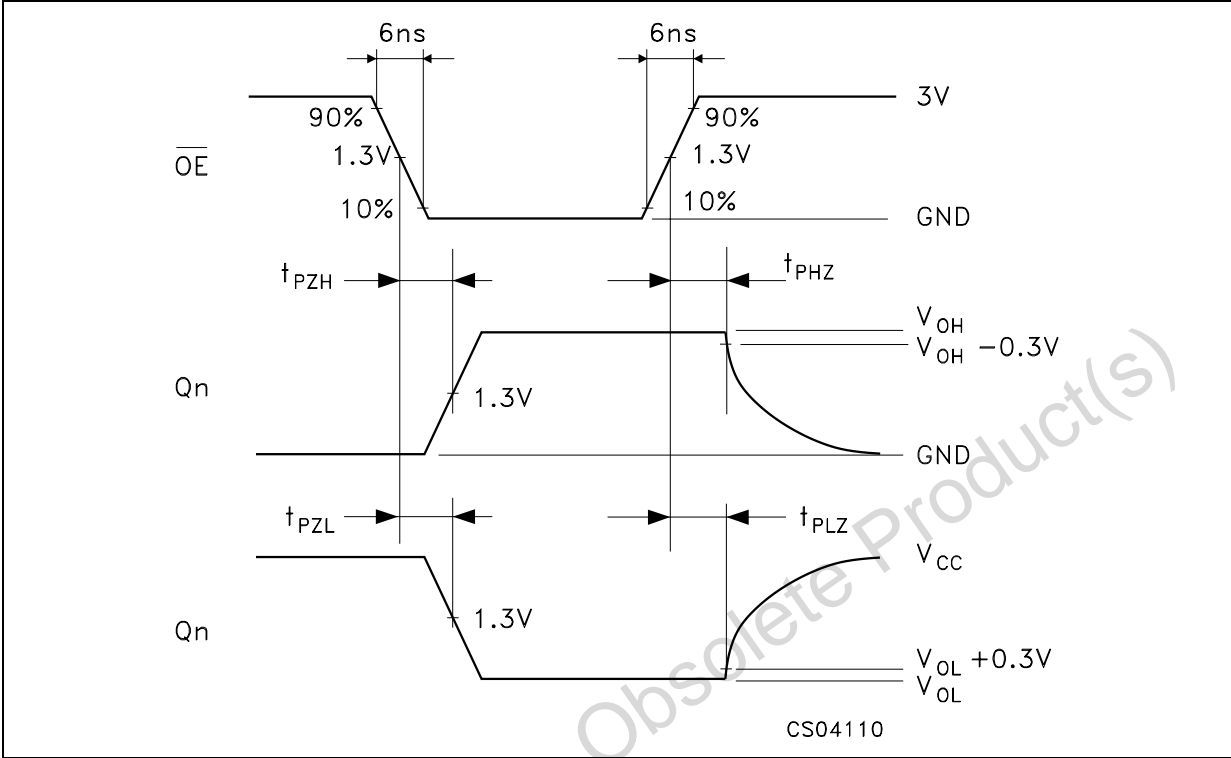 6ns 6ns
3V
90% 90%
O̅E̅ 1.3V 1.3V
10% 10%
GND
tPZH tPHZ
VOH
VOH −0.3V
Qn 1.3V
GND
tPZL tPLZ
VCC
Qn 1.3V
VOL +0.3V
VOL
CS04110
Obsolete Product(s)